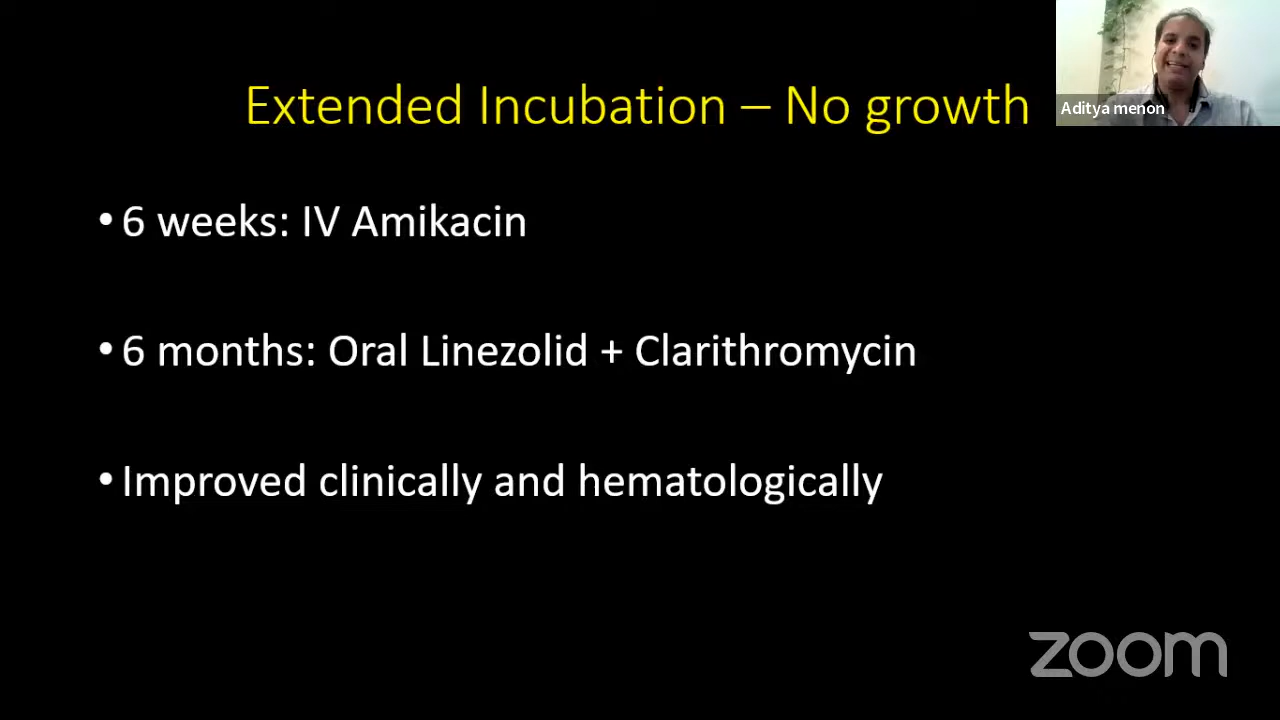 Extended Incubation – No growth
Aditya menon
• 6 weeks: IV Amikacin
• 6 months: Oral Linezolid + Clarithromycin
• Improved clinically and hematologically
zoom